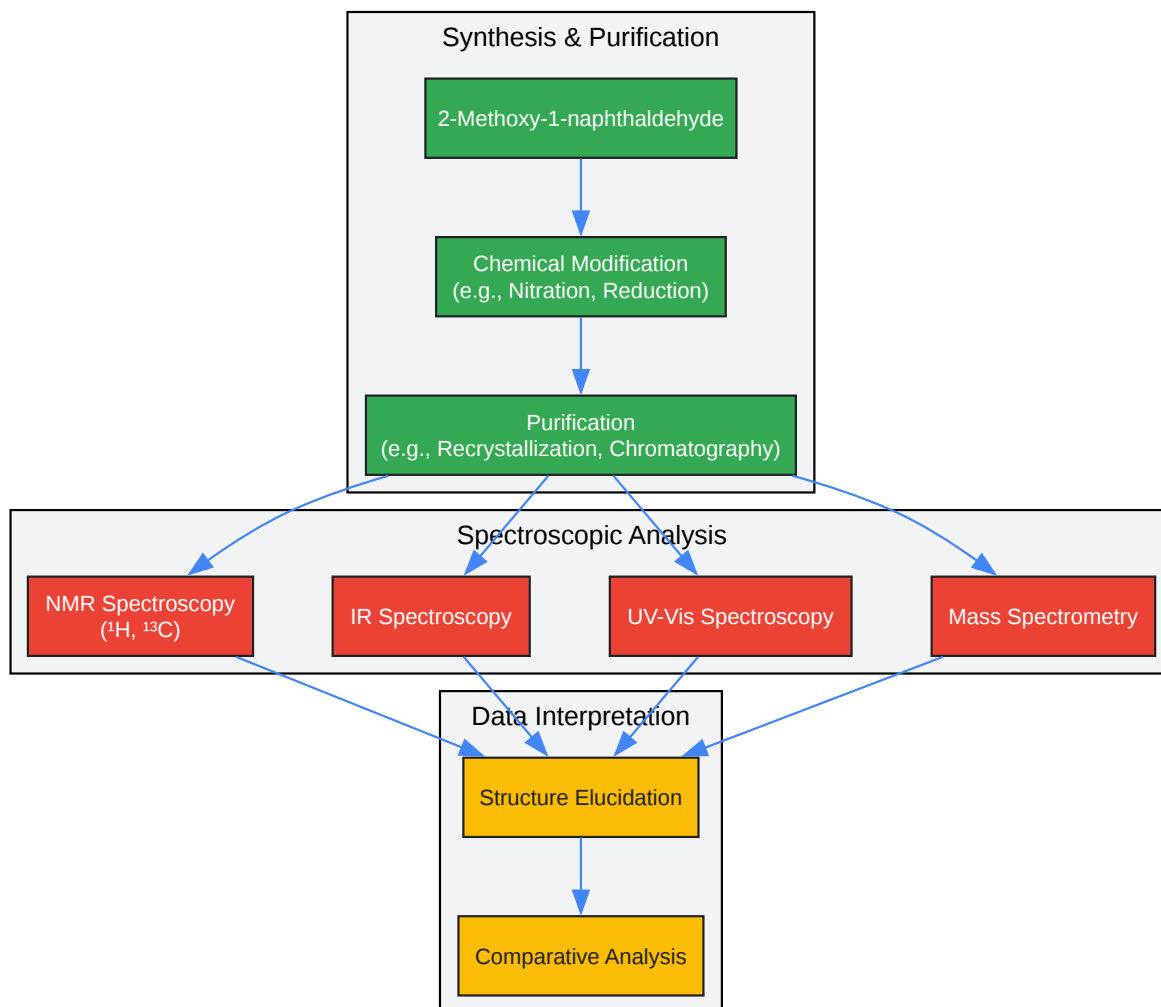 Synthesis & Purification
2-Methoxy-1-naphthaldehyde
Chemical Modification
(e.g., Nitration, Reduction)
Purification
(e.g., Recrystallization, Chromatography)
Spectroscopic Analysis
NMR Spectroscopy
(¹H, ¹³C)
IR Spectroscopy
UV-Vis Spectroscopy
Mass Spectrometry
Data Interpretation
Structure Elucidation
Comparative Analysis